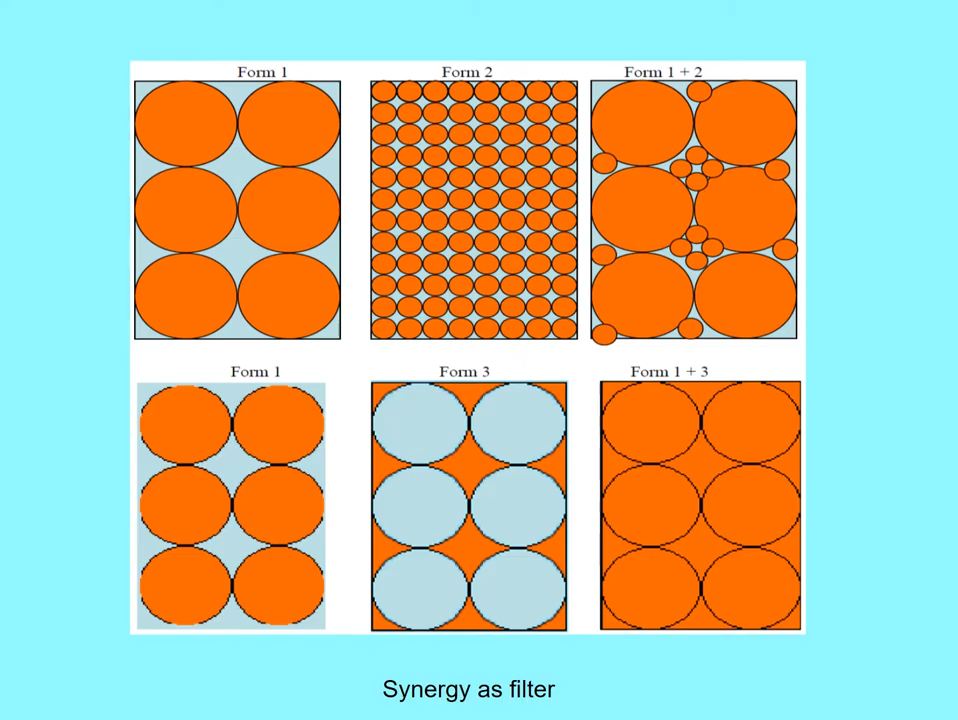 Form 1
Form 2
Form 1 + 2
Form 1
Form 3
Form 1 + 3
Synergy as filter